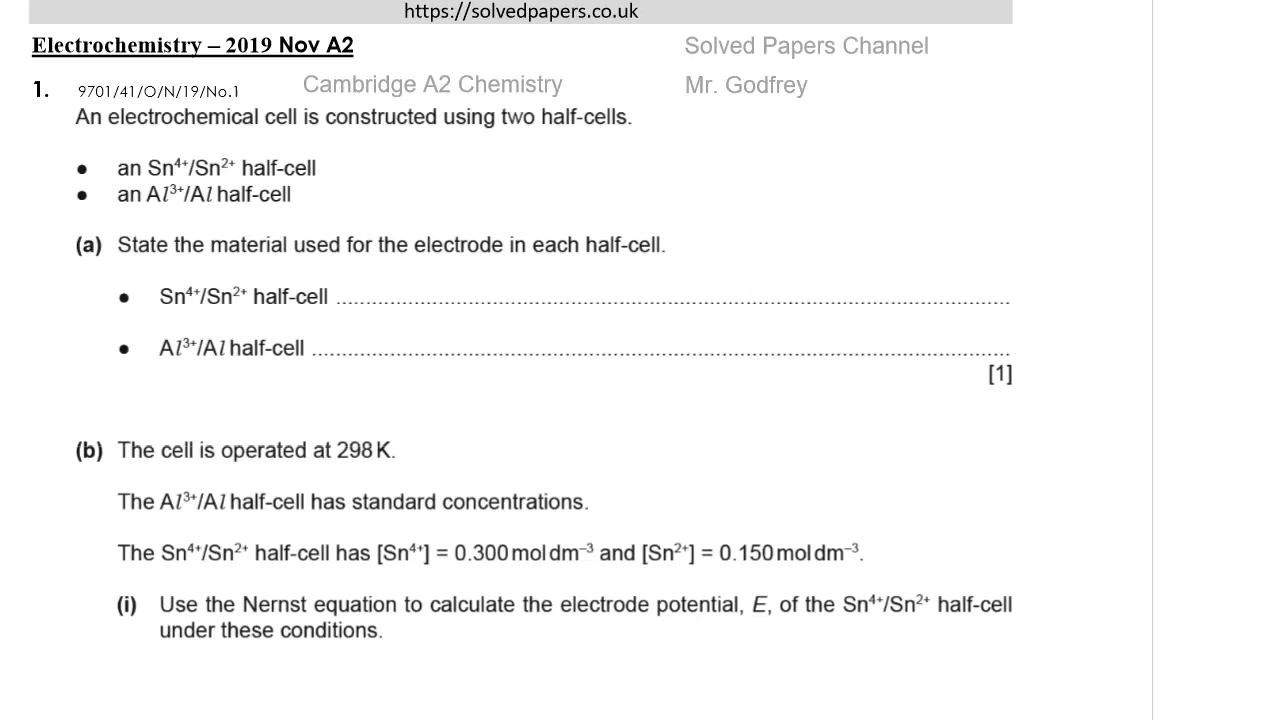 https://solvedpapers.co.uk
Electrochemistry – 2019 Nov A2
Solved Papers Channel
1. 9701/41/O/N/19/No.1
Cambridge A2 Chemistry
Mr. Godfrey
An electrochemical cell is constructed using two half-cells.
• an Sn⁴⁺/Sn²⁺ half-cell
• an Al³⁺/Al half-cell
(a) State the material used for the electrode in each half-cell.
• Sn⁴⁺/Sn²⁺ half-cell ................................................................................................................
• Al³⁺/Al half-cell ....................................................................................................................
[1]
(b) The cell is operated at 298 K.
The Al³⁺/Al half-cell has standard concentrations.
The Sn⁴⁺/Sn²⁺ half-cell has [Sn⁴⁺] = 0.300 mol dm⁻³ and [Sn²⁺] = 0.150 mol dm⁻³.
(i) Use the Nernst equation to calculate the electrode potential, E, of the Sn⁴⁺/Sn²⁺ half-cell
under these conditions.